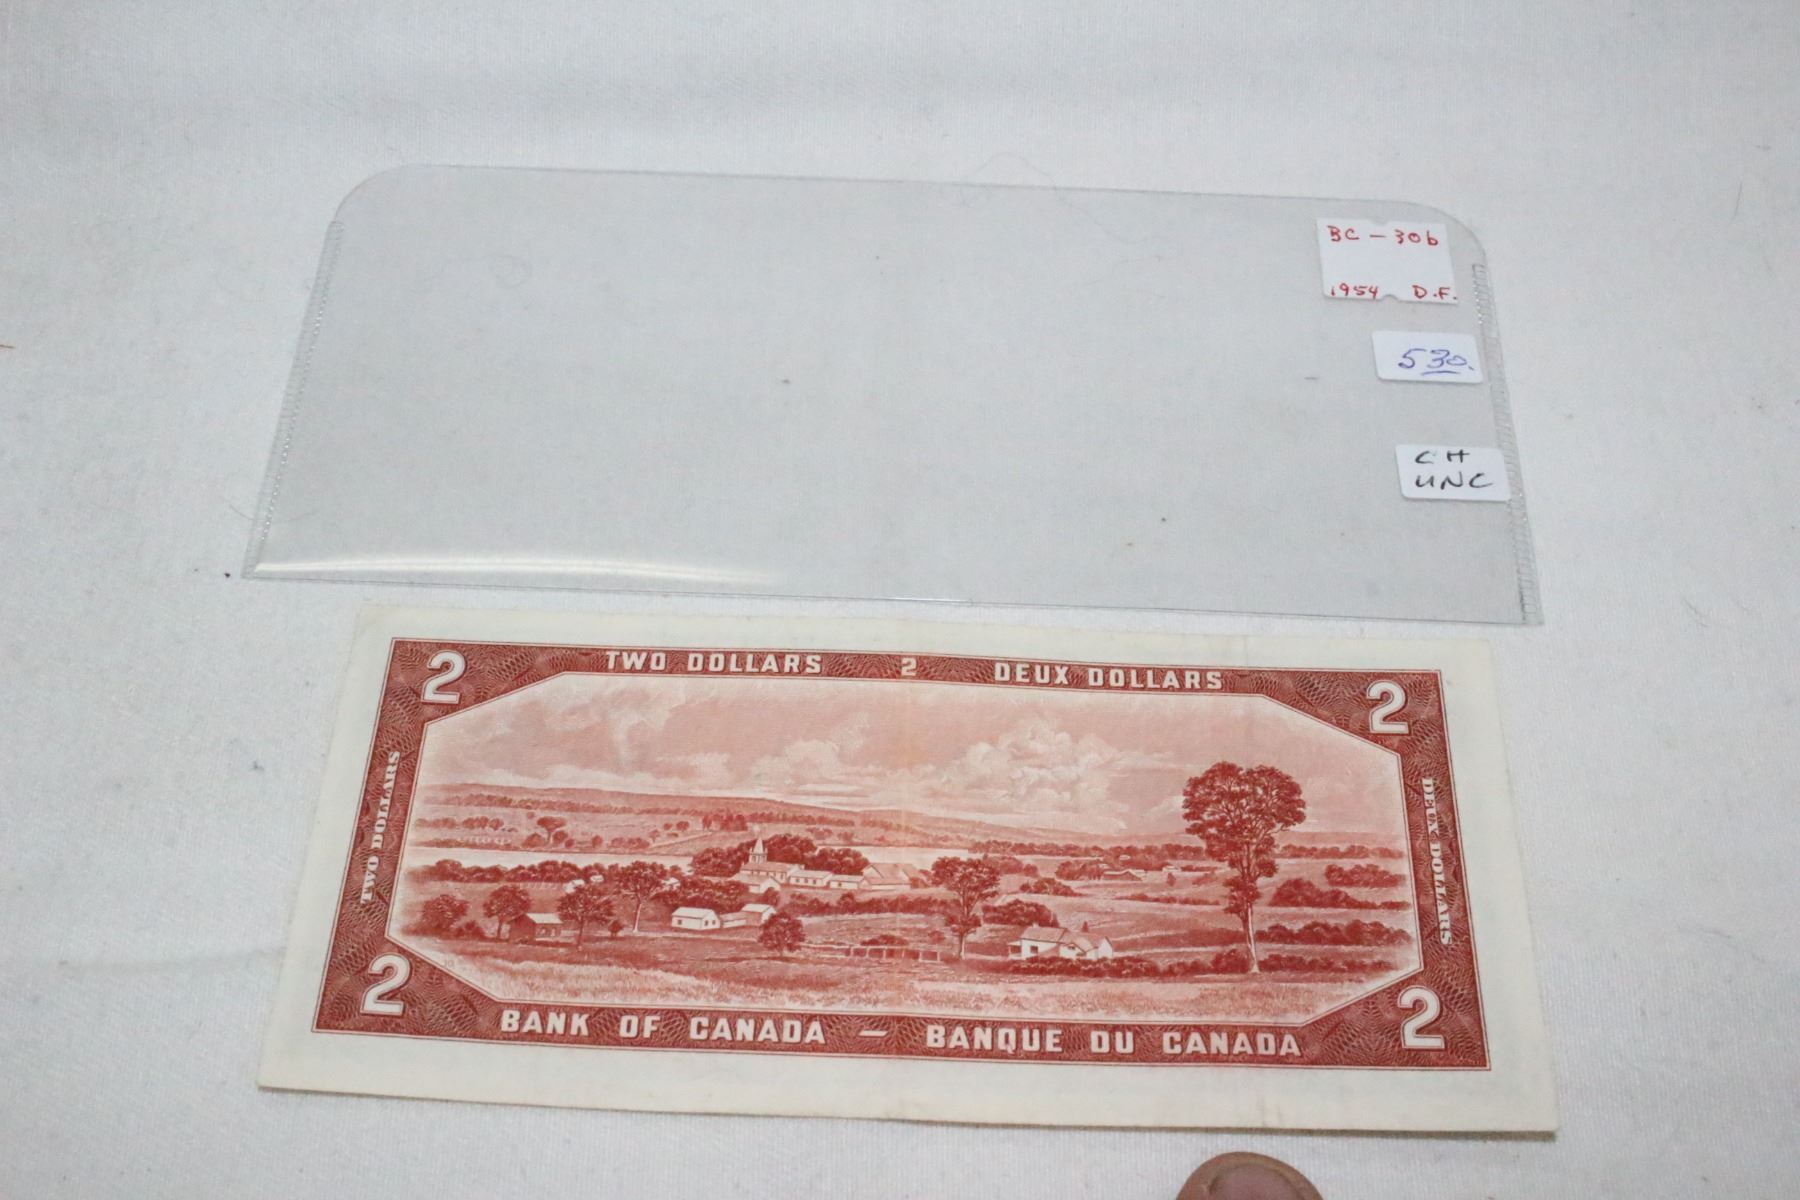 BC - 30b
1954 D.F.
530.
CH
UNC
2 TWO DOLLARS 2 DEUX DOLLARS 2
TWO DOLLARS
DEUX DOLLARS
2 BANK OF CANADA — BANQUE DU CANADA 2